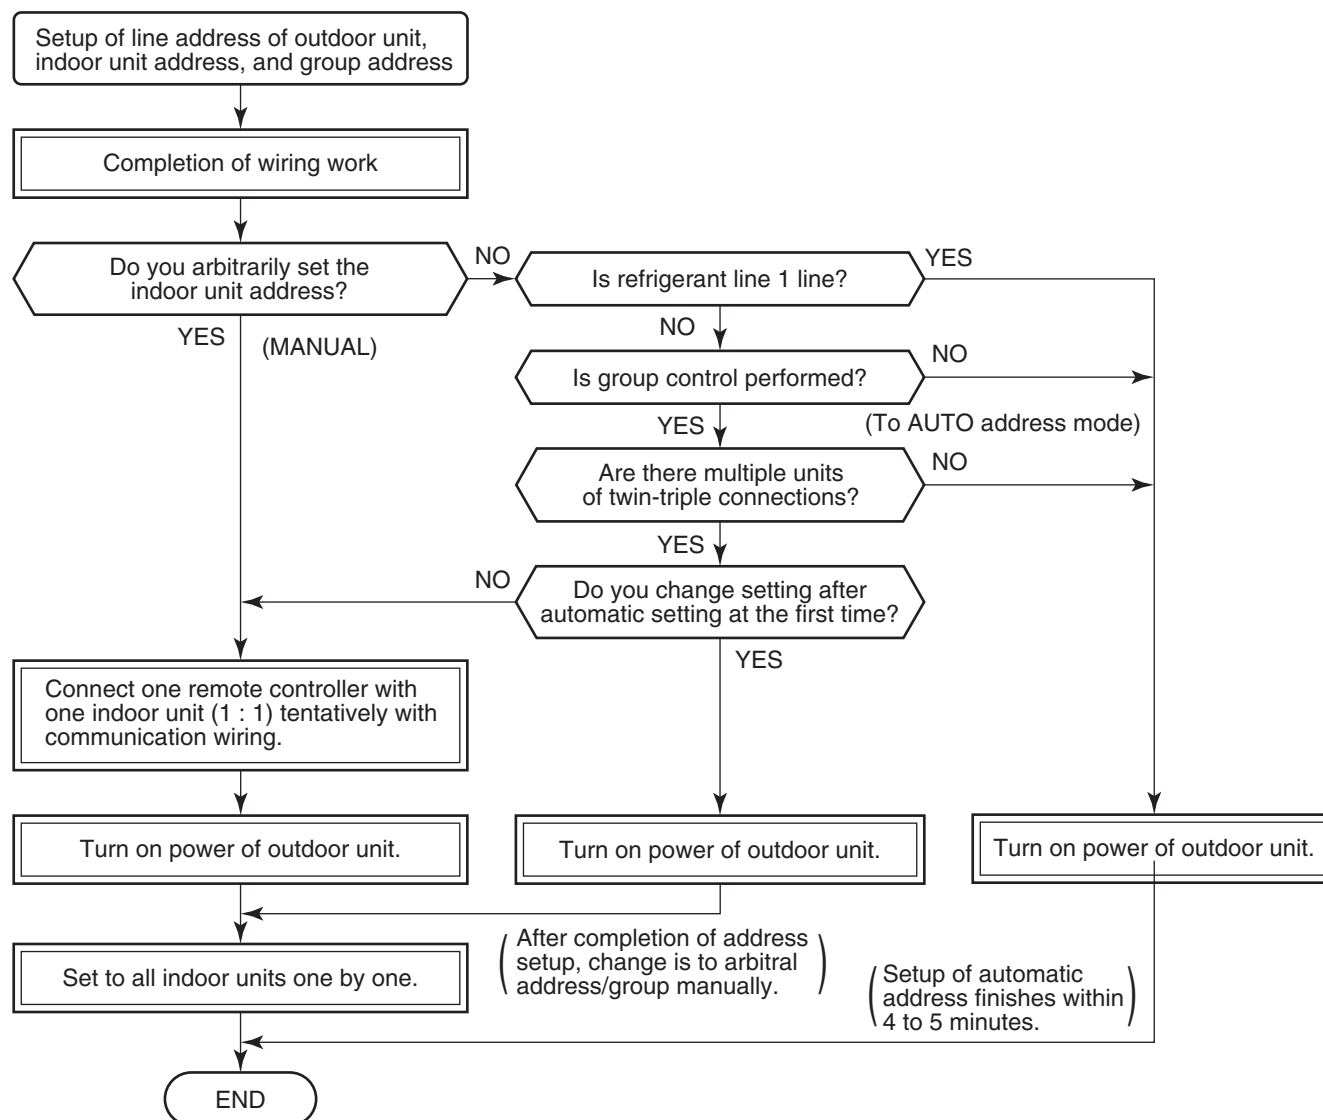 Setup of line address of outdoor unit,
indoor unit address, and group address
Completion of wiring work
Do you arbitrarily set the
indoor unit address?
NO
Is refrigerant line 1 line?
YES
YES
(MANUAL)
NO
Is group control performed?
NO
YES
(To AUTO address mode)
Are there multiple units
of twin-triple connections?
NO
YES
NO
Do you change setting after
automatic setting at the first time?
YES
Connect one remote controller with
one indoor unit (1 : 1) tentatively with
communication wiring.
Turn on power of outdoor unit.
Turn on power of outdoor unit.
Turn on power of outdoor unit.
Set to all indoor units one by one.
After completion of address
setup, change is to arbitral
address/group manually.
Setup of automatic
address finishes within
4 to 5 minutes.
END